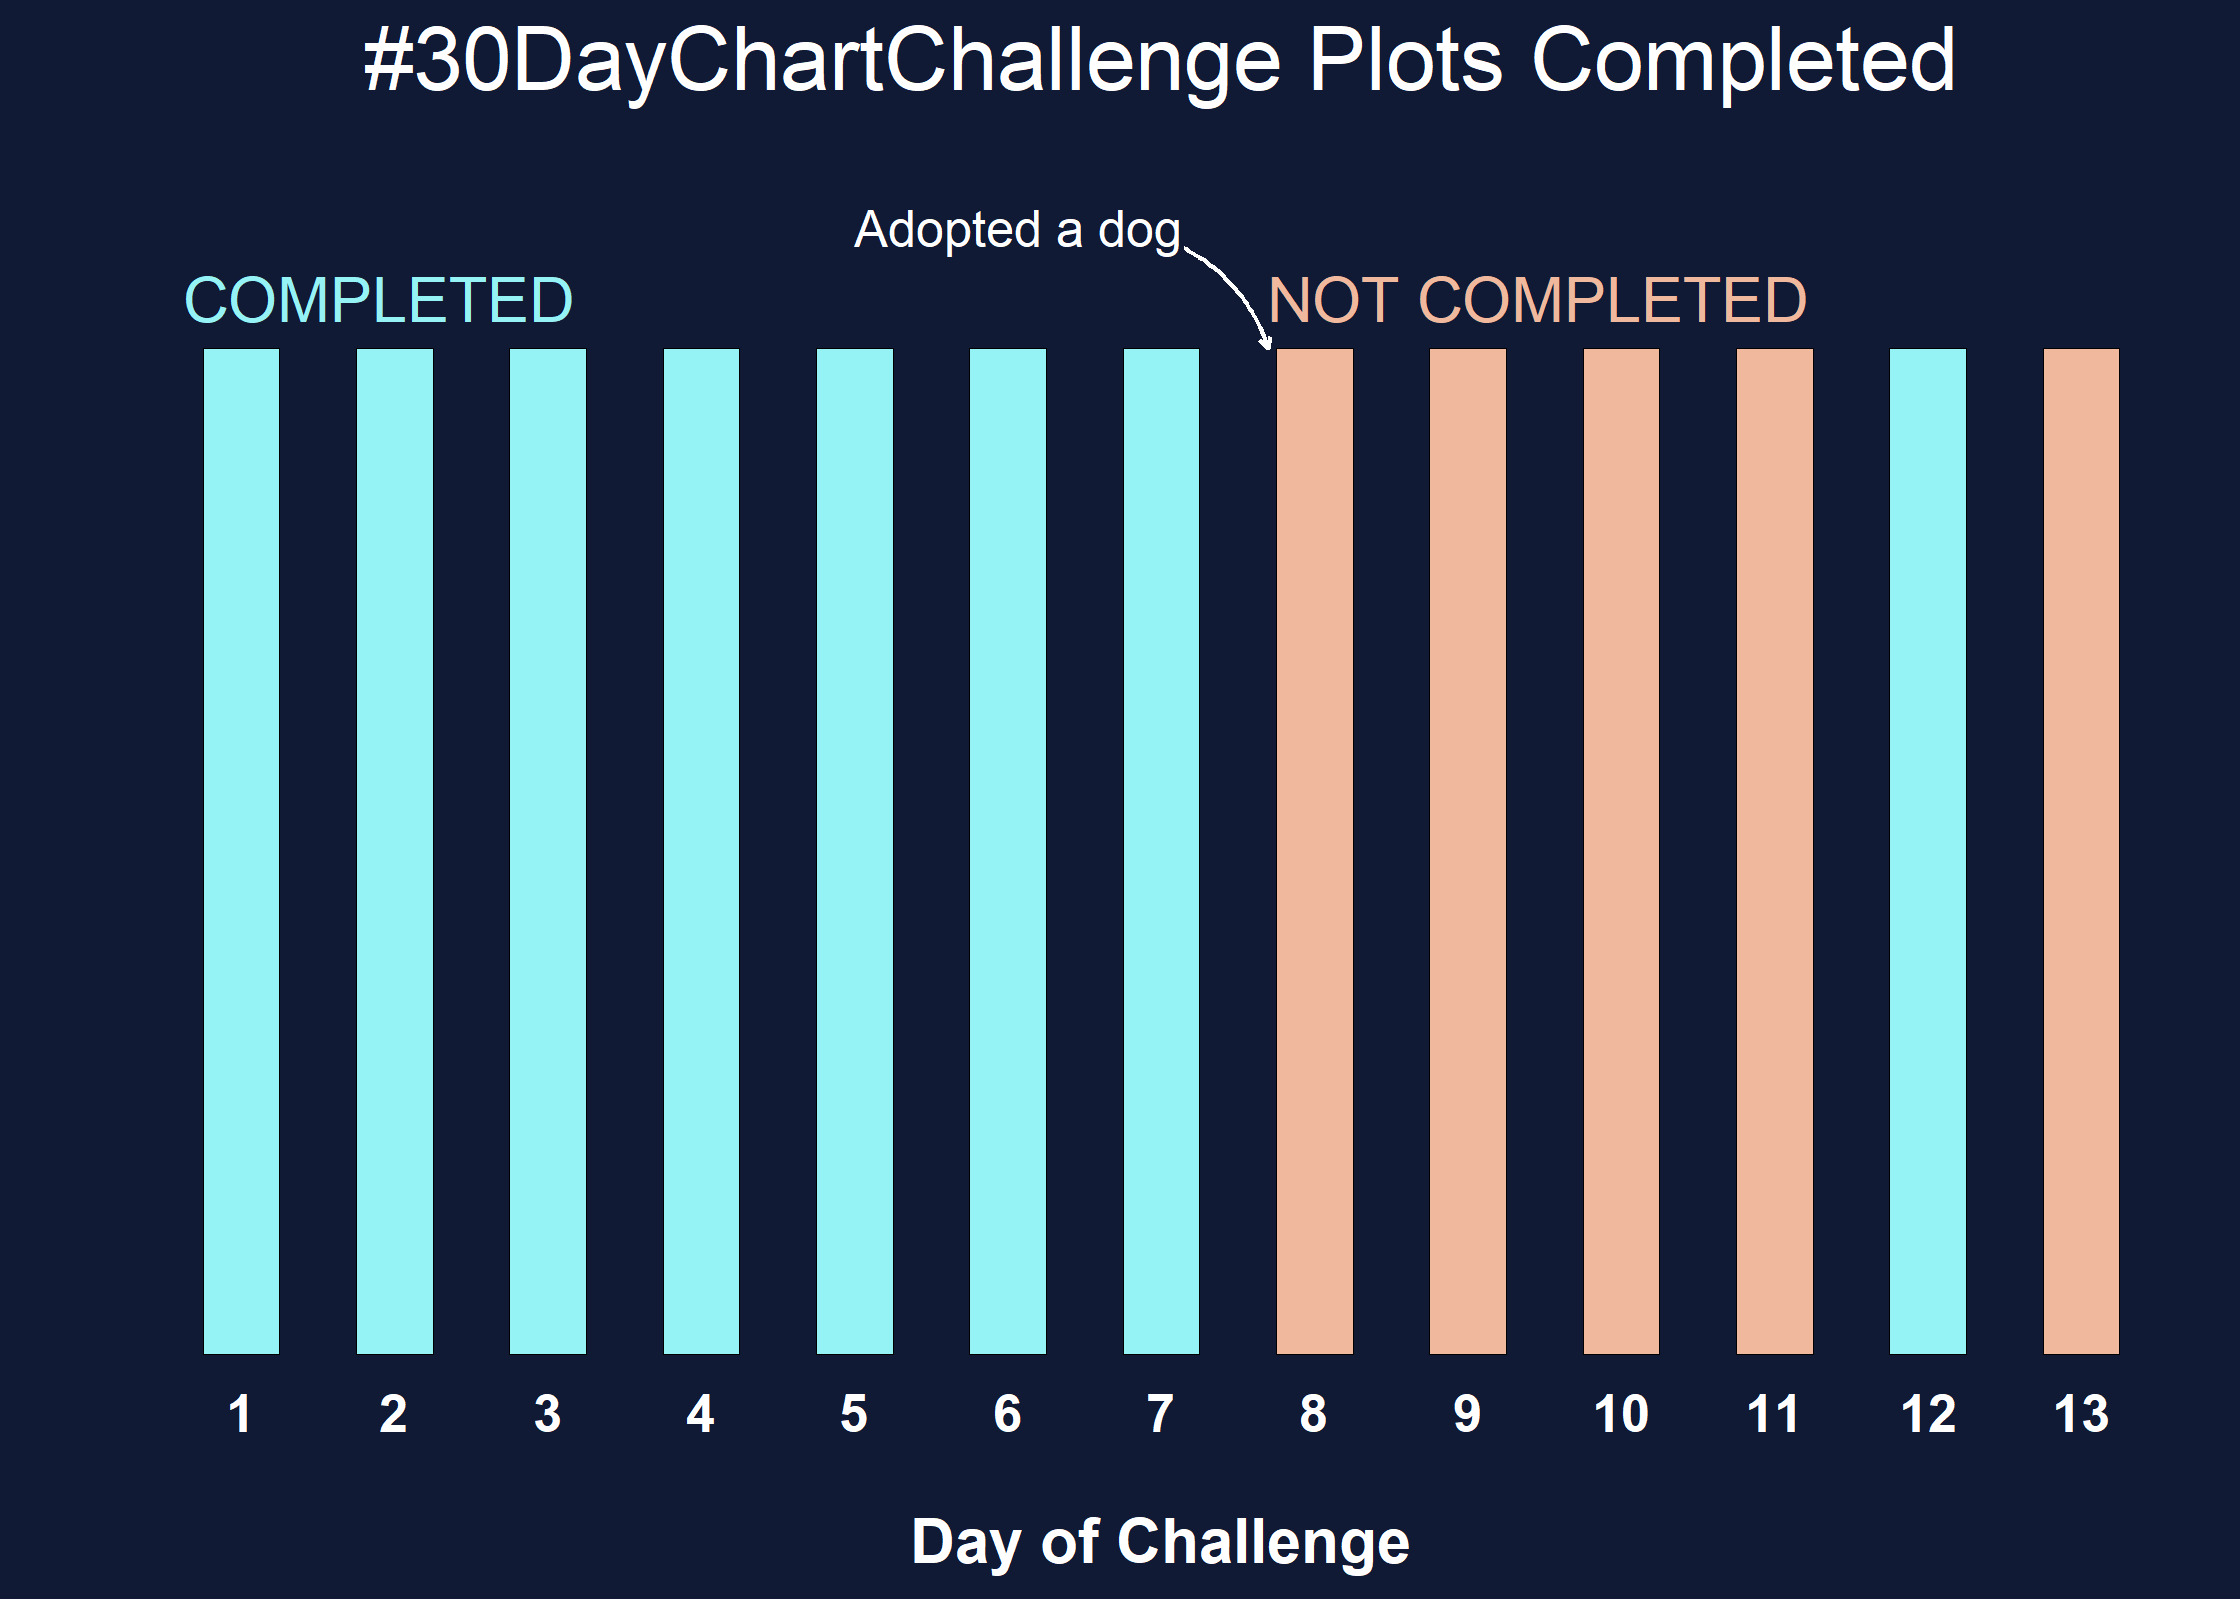 #30DayChartChallenge Plots Completed
Adopted a dog
COMPLETED
NOT COMPLETED
1 2 3 4 5 6 7 8 9 10 11 12 13
Day of Challenge